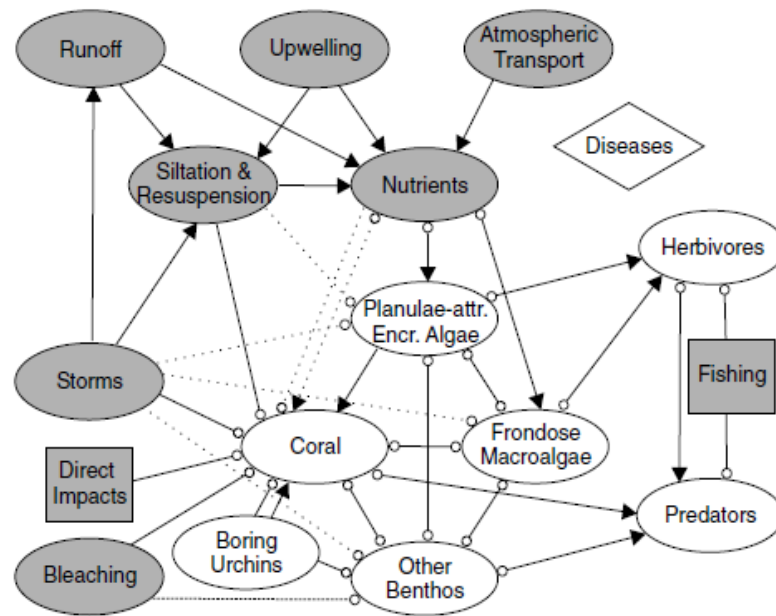 Runoff
Upwelling
Atmospheric
Transport
Diseases
Siltation &
Resuspension
Nutrients
Herbivores
Planulae-attr.
Encr. Algae
Storms
Fishing
Coral
Frondose
Macroalgae
Direct
Impacts
Predators
Boring
Urchins
Bleaching
Other
Benthos